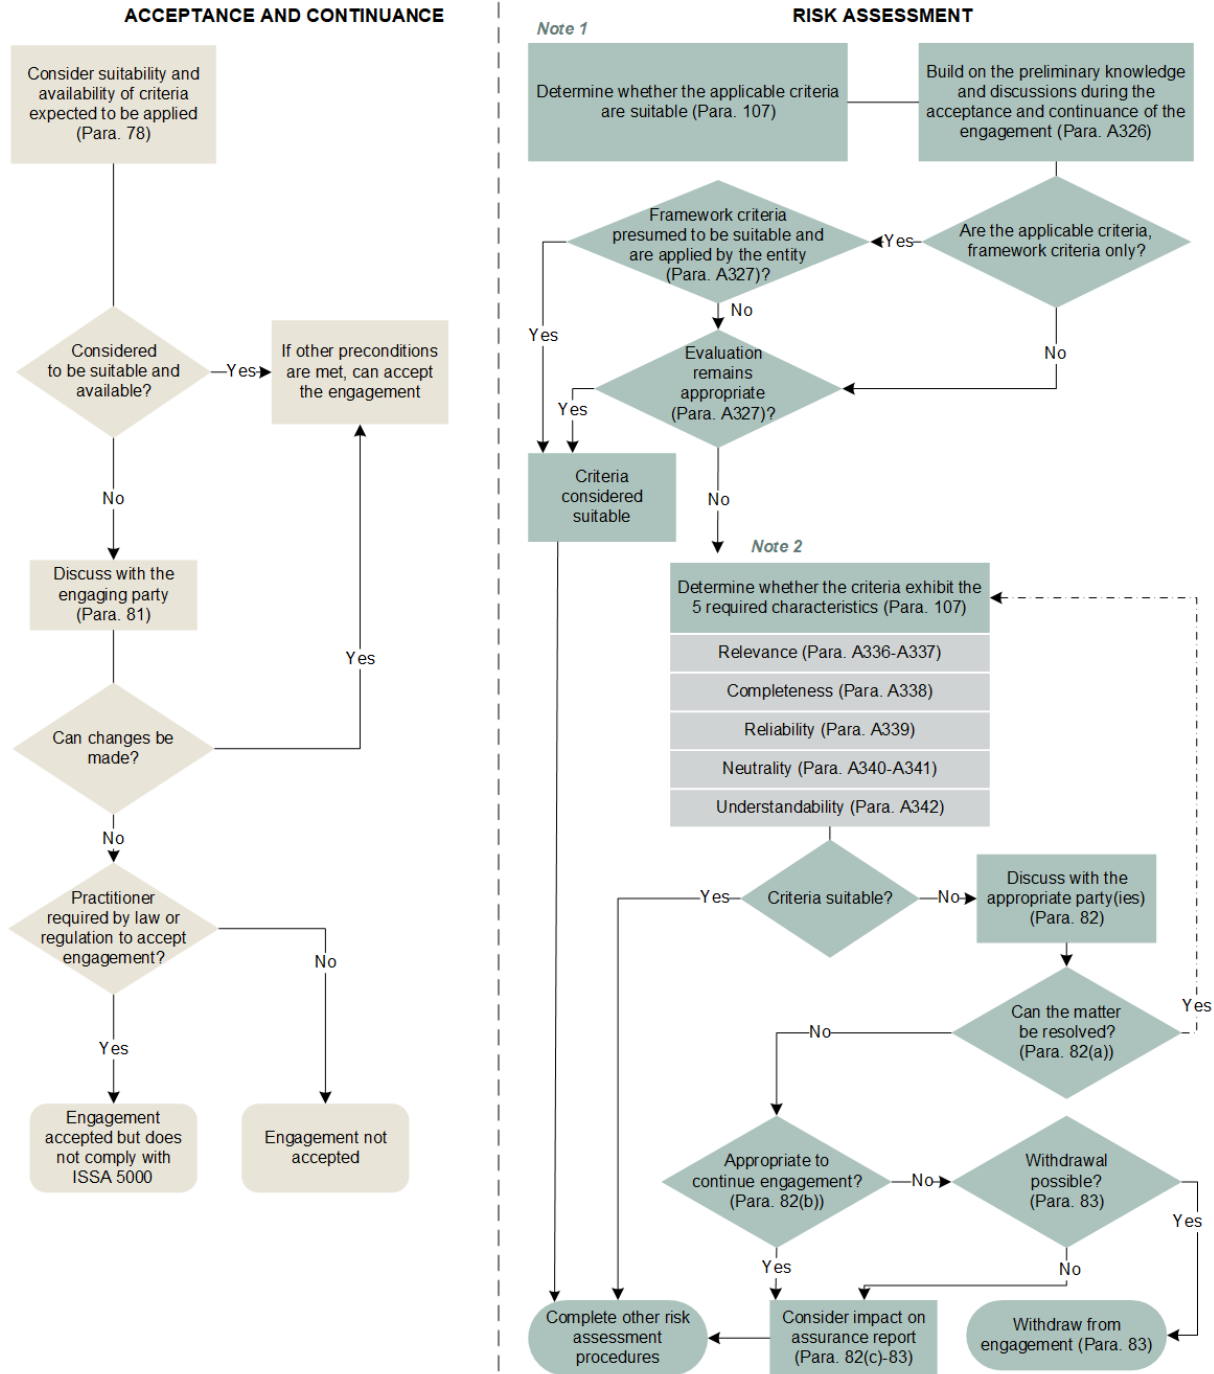 ACCEPTANCE AND CONTINUANCE
Consider suitability and
availability of criteria
expected to be applied
(Para. 78)
Considered
to be suitable and
available?
Yes
If other preconditions
are met, can accept
the engagement
No
Discuss with the
engaging party
(Para. 81)
Yes
Can changes be
made?
No
Practitioner
required by law or
regulation to accept
engagement?
No
Yes
Engagement
accepted but does
not comply with
ISSA 5000
Engagement not
accepted
RISK ASSESSMENT
Note 1
Determine whether the applicable criteria
are suitable (Para. 107)
Build on the preliminary knowledge
and discussions during the
acceptance and continuance of the
engagement (Para. A326)
Framework criteria
presumed to be suitable and
are applied by the entity
(Para. A327)?
Yes
Are the applicable criteria,
framework criteria only?
Yes
No
No
Evaluation
remains
appropriate
(Para. A327)?
Yes
Criteria
considered
suitable
No
Note 2
Determine whether the criteria exhibit the
5 required characteristics (Para. 107)
Relevance (Para. A336-A337)
Completeness (Para. A338)
Reliability (Para. A339)
Neutrality (Para. A340-A341)
Understandability (Para. A342)
Yes
Criteria suitable?
No
Discuss with the
appropriate party(ies)
(Para. 82)
Can the matter
be resolved?
(Para. 82(a))
Yes
No
Appropriate to
continue engagement?
(Para. 82(b))
No
Withdrawal
possible?
(Para. 83)
Yes
Yes
No
Complete other risk
assessment
procedures
Consider impact on
assurance report
(Para. 82(c)-83)
Withdraw from
engagement (Para. 83)